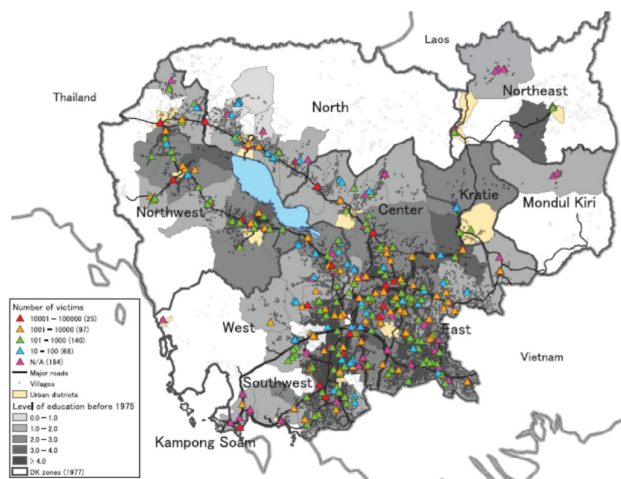 Laos
Thailand
North
Northeast
Center
Kratie
Mondul Kiri
Northwest
West
East
Vietnam
Southwest
Kampong Soam
Number of victims
10001 - 100000 (25)
1001 - 10000 (97)
101 - 1000 (140)
10 - 100 (68)
N/A (184)
Major roads
Villages
Urban districts
Level of education before 1975
0.0 - 1.0
1.0 - 2.0
2.0 - 3.0
3.0 - 4.0
> 4.0
DK zones (1977)